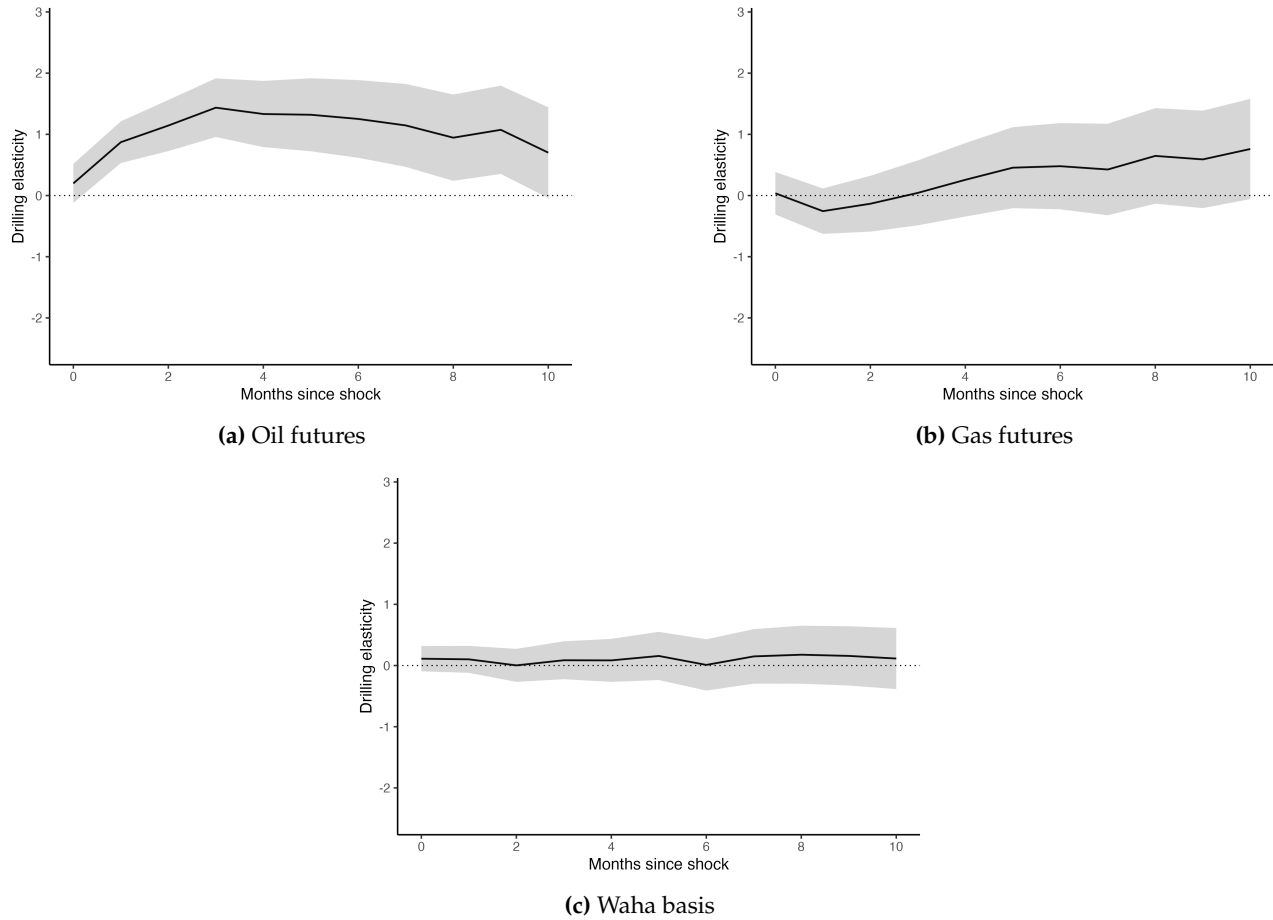 3
2
1
0
-1
-2
Drilling elasticity
0 2 4 6 8 10
Months since shock
(a) Oil futures
3
2
1
0
-1
-2
Drilling elasticity
0 2 4 6 8 10
Months since shock
(b) Gas futures
3
2
1
0
-1
-2
Drilling elasticity
0 2 4 6 8 10
Months since shock
(c) Waha basis